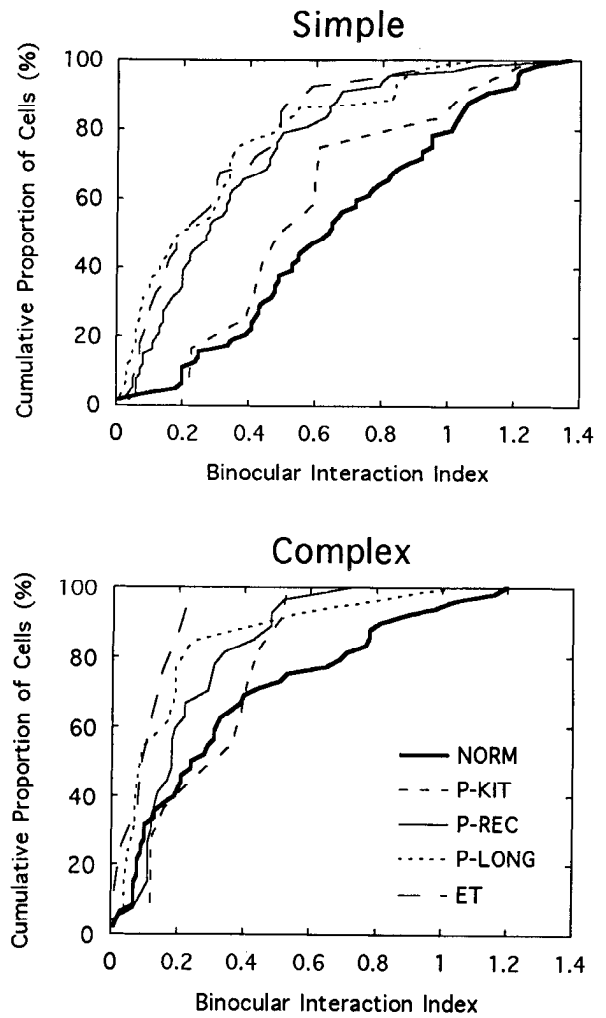 Simple
Cumulative Proportion of Cells (%)
100
80
60
40
20
0
0 0.2 0.4 0.6 0.8 1 1.2 1.4
Binocular Interaction Index
Complex
Cumulative Proportion of Cells (%)
100
80
60
40
20
0
NORM
P-KIT
P-REC
P-LONG
ET
0 0.2 0.4 0.6 0.8 1 1.2 1.4
Binocular Interaction Index